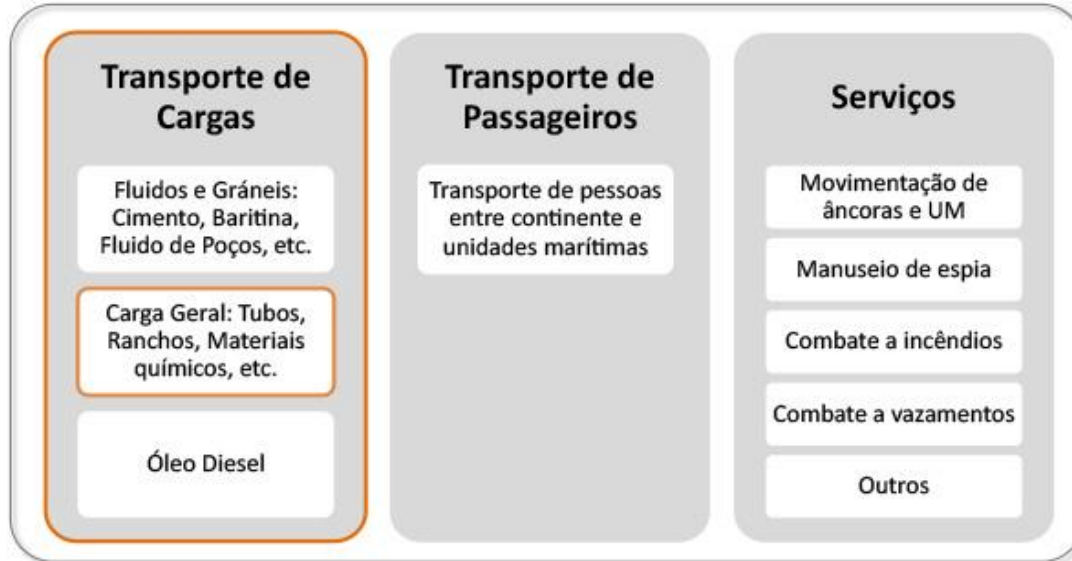 Transporte de
Cargas
Fluidos e Gráneis:
Cimento, Baritina,
Fluido de Poços, etc.
Carga Geral: Tubos,
Ranchos, Materiais
químicos, etc.
Óleo Diesel
Transporte de
Passageiros
Transporte de pessoas
entre continente e
unidades marítimas
Serviços
Movimentação de
âncoras e UM
Manuseio de espia
Combate a incêndios
Combate a vazamentos
Outros